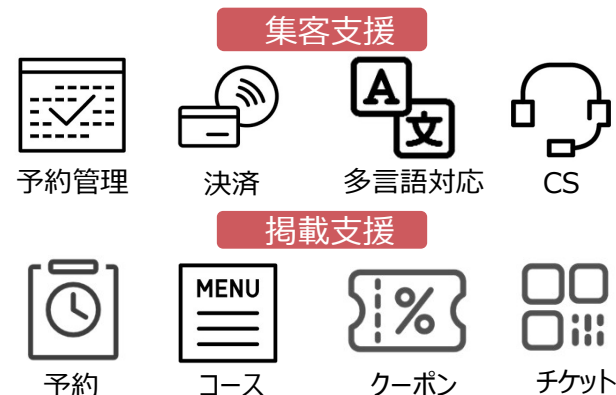 集客支援
A
文
予約管理
決済
多言語対応
CS
掲載支援
MENU
予約
コース
クーポン
チケット